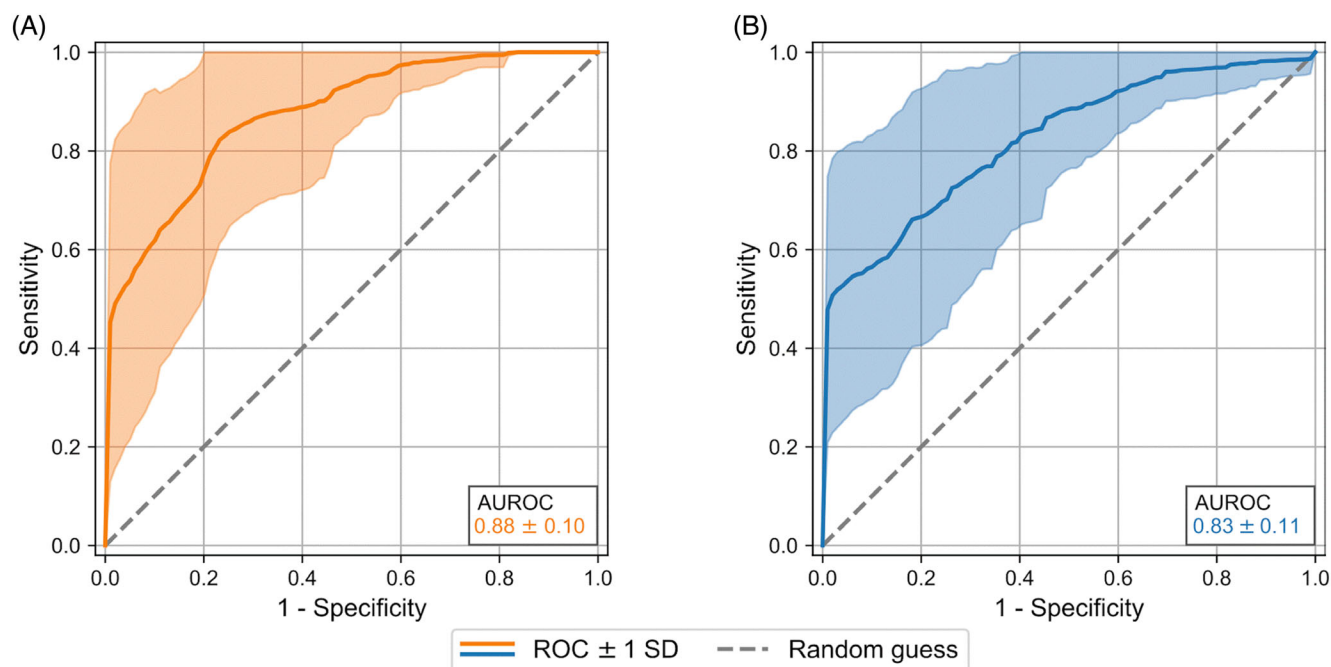 (A)
(B)
1.0
0.8
0.6
0.4
0.2
0.0
Sensitivity
0.0 0.2 0.4 0.6 0.8 1.0
1 - Specificity
AUROC
0.88 ± 0.10
1.0
0.8
0.6
0.4
0.2
0.0
Sensitivity
0.0 0.2 0.4 0.6 0.8 1.0
1 - Specificity
AUROC
0.83 ± 0.11
ROC ± 1 SD
Random guess